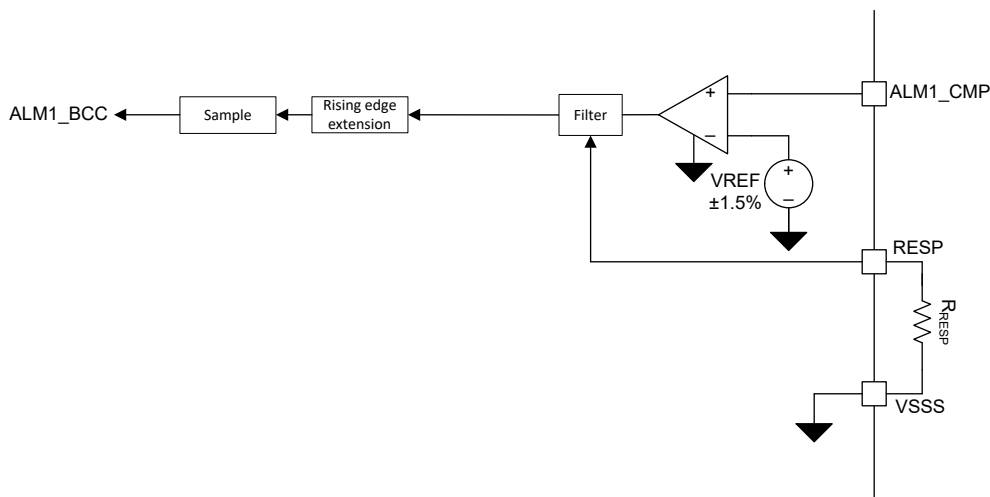 ALM1_CMP
ALM1_BCC
Sample
Rising edge
extension
Filter
+
–
VREF
±1.5%
+
–
RESP
RRESP
VSSS